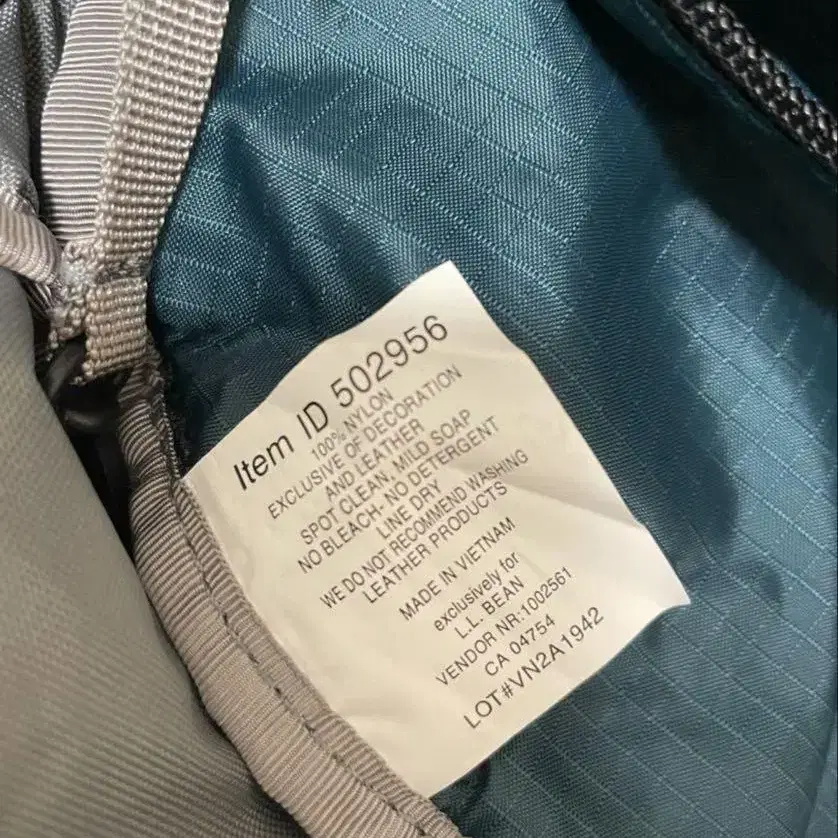 Item ID 502956
100% NYLON
EXCLUSIVE OF DECORATION
AND LEATHER
SPOT CLEAN, MILD SOAP
NO BLEACH- NO DETERGENT
LINE DRY
WE DO NOT RECOMMEND WASHING
LEATHER PRODUCTS
MADE IN VIETNAM
exclusively for
L.L. BEAN
VENDOR NR:1002561
CA 04754
LOT#VN2A1942